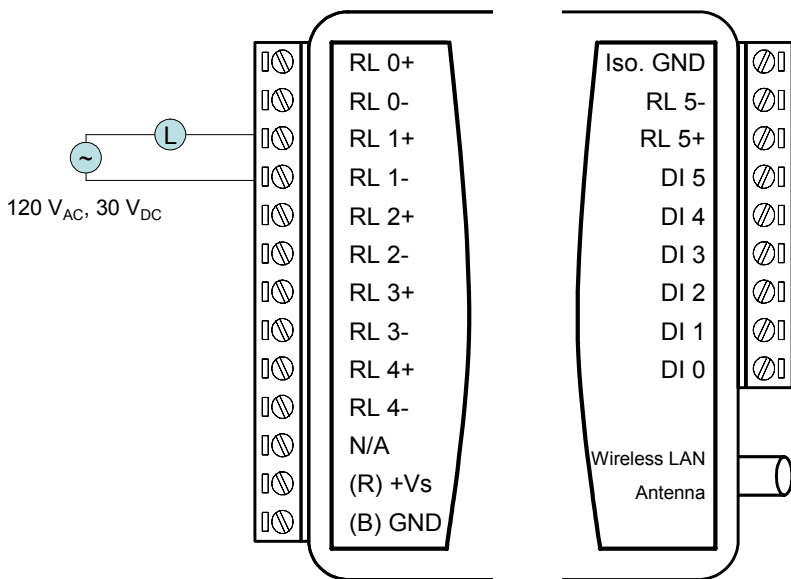 RL 0+
RL 0-
RL 1+
RL 1-
RL 2+
RL 2-
RL 3+
RL 3-
RL 4+
RL 4-
N/A
(R) +Vs
(B) GND
L
~
120 VAC, 30 VDC
Iso. GND
RL 5-
RL 5+
DI 5
DI 4
DI 3
DI 2
DI 1
DI 0
Wireless LAN
Antenna